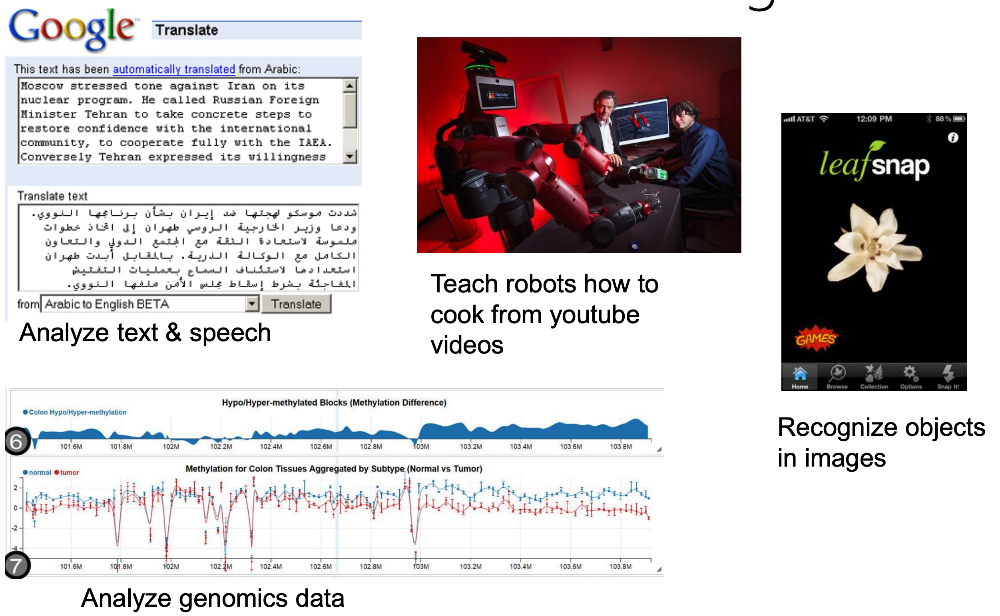 Google™
Translate
This text has been automatically translated from Arabic:
Moscow stressed tone against Iran on its
nuclear program. He called Russian Foreign
Minister Tehran to take concrete steps to
restore confidence with the international
community, to cooperate fully with the IAEA.
Conversely Tehran expressed its willingness
Translate text
شددت موسكو لهجتها ضد إيران بشأن برنامجها النووي.
ودعا وزير الخارجية الروسي طهران إلى اتخاذ خطوات
ملموسة لاستعادة الثقة مع المجتمع الدولي والتعاون
الكامل مع الوكالة الذرية. بالمقابل أبدت طهران
استعدادها لاستئناف السماح بعمليات التفتيش
المفاجئة بشرط إسقاط مجلس الأمن ملفها النووي.
from Arabic to English BETA Translate
Analyze text & speech
baxter
baxter
Teach robots how to
cook from youtube
videos
AT&T 12:09 PM 88%
i
leafsnap
GAMES
Home Browse Collection Options Snap It!
Recognize objects
in images
Hypo/Hyper-methylated Blocks (Methylation Difference)
Colon Hypo/Hyper-methylation
6
101.6M 101.8M 102M 102.2M 102.4M 102.6M 102.8M 103M 103.2M 103.4M 103.6M 103.8M
Methylation for Colon Tissues Aggregated by Subtype (Normal vs Tumor)
normal tumor
2
0
-2
-4
7
101.6M 101.8M 102M 102.2M 102.4M 102.6M 102.8M 103M 103.2M 103.4M 103.6M 103.8M
Analyze genomics data